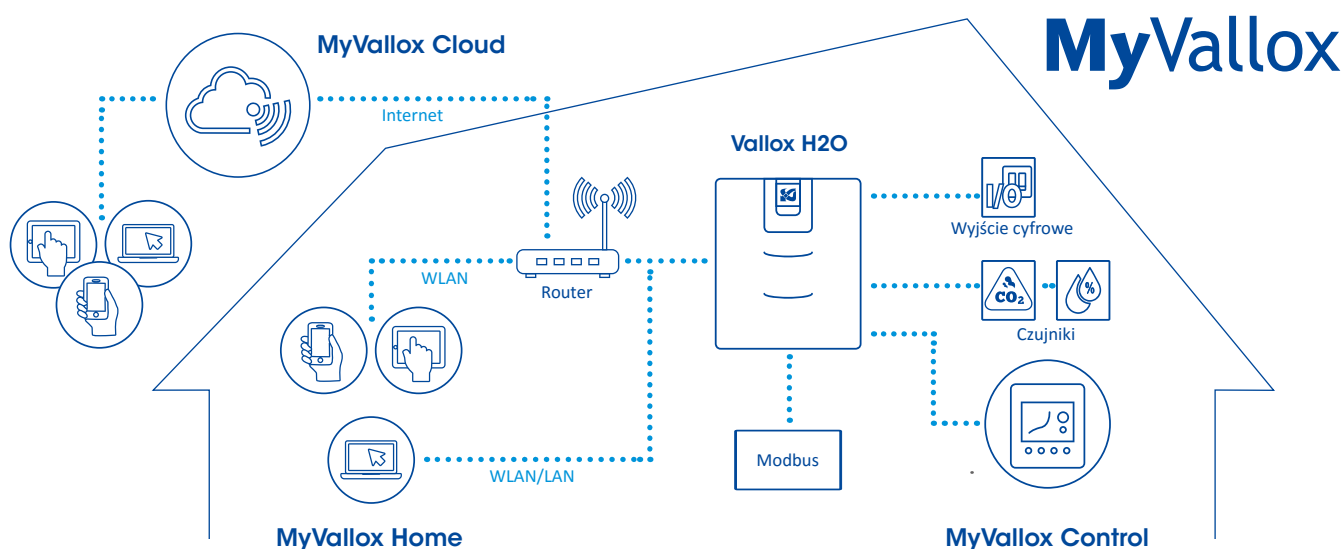 MyVallox
MyVallox Cloud
Internet
Vallox H2O
I/O
Wyjście cyfrowe
WLAN
Router
CO₂
%
Czujniki
Modbus
WLAN/LAN
MyVallox Home
MyVallox Control